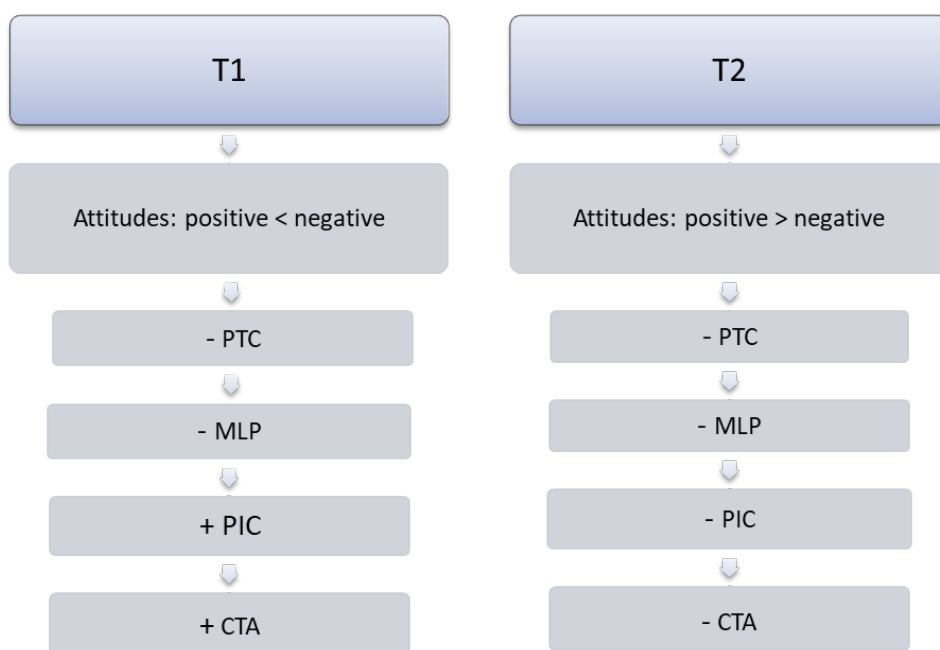 T1
Attitudes: positive < negative
- PTC
- MLP
+ PIC
+ CTA
T2
Attitudes: positive > negative
- PTC
- MLP
- PIC
- CTA